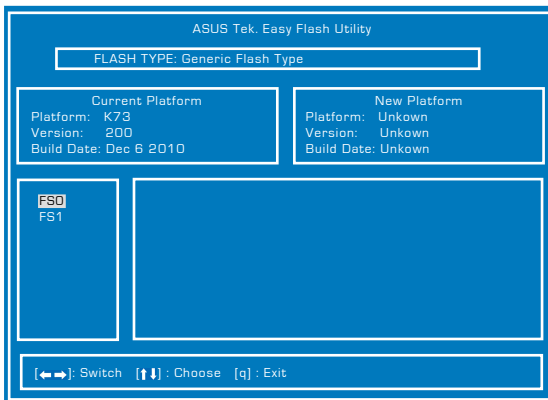 ASUS Tek. Easy Flash Utility
FLASH TYPE: Generic Flash Type
Current Platform
Platform: K73
Version: 200
Build Date: Dec 6 2010
New Platform
Platform: Unkown
Version: Unkown
Build Date: Unkown
FS0
FS1
[←→]: Switch [↑↓] : Choose [q] : Exit